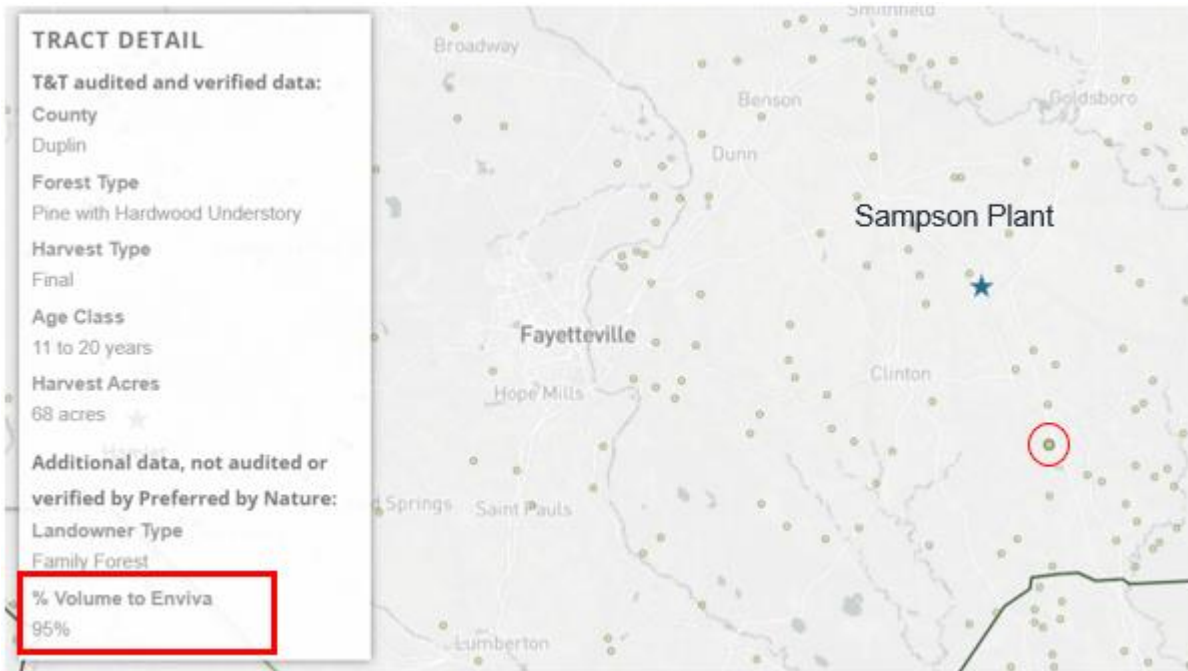 TRACT DETAIL
T&T audited and verified data:
County
Duplin
Forest Type
Pine with Hardwood Understory
Harvest Type
Final
Age Class
11 to 20 years
Harvest Acres
68 acres
Additional data, not audited or
verified by Preferred by Nature:
Landowner Type
Family Forest
% Volume to Enviva
95%
Smithfield
Broadway
Benson
Goldsboro
Dunn
Sampson Plant
Fayetteville
Clinton
Hope Mills
Springs
Saint Pauls
Lumberton